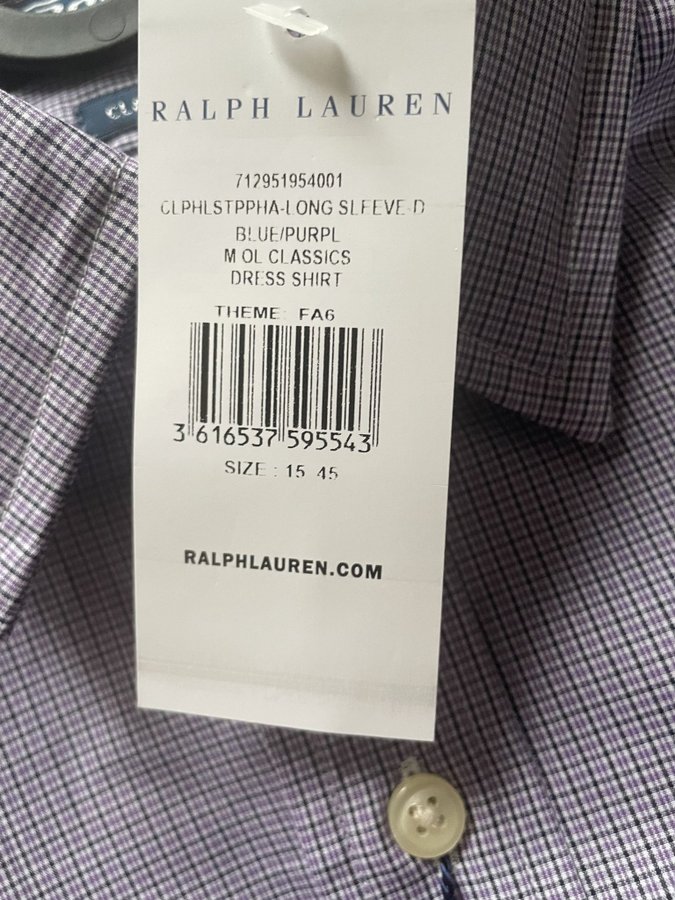 RALPH LAUREN
712951954001
CLPHLSTPPHA-LONG SLEEVE-D
BLUE/PURPL
M OL CLASSICS
DRESS SHIRT
THEME: FA6
3 616537 595543
SIZE : 15 45
RALPHLAUREN.COM